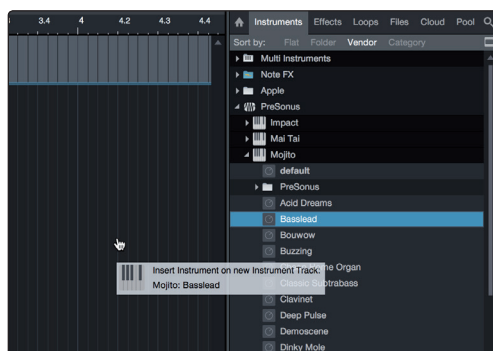 3.4 4 4.2 4.3 4.4
Instruments Effects Loops Files Cloud Pool
Sort by: Flat Folder Vendor Category
Multi Instruments
Note FX
Apple
PreSonus
Impact
Mai Tai
Mojito
default
PreSonus
Acid Dreams
Basslead
Bouwow
Buzzing
Organ
Insert Instrument on new Instrument Track:
Classic Subtrabass
Mojito: Basslead
Clavinet
Deep Pulse
Demoscene
Dinky Mole